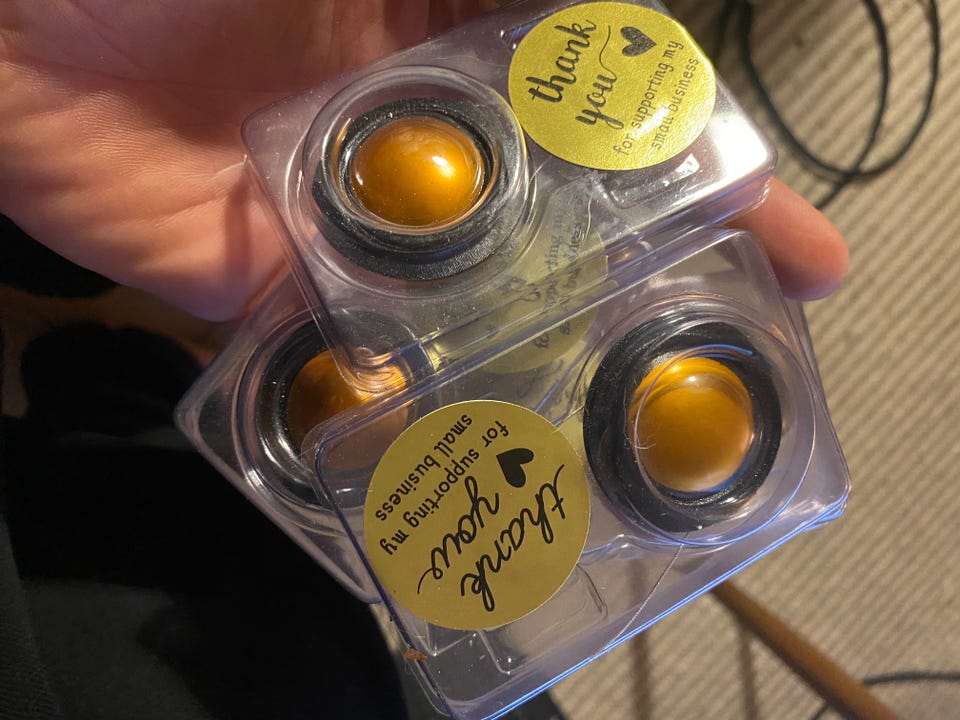 thank
you
for supporting my
small business
for supporting my
small business
thank
you